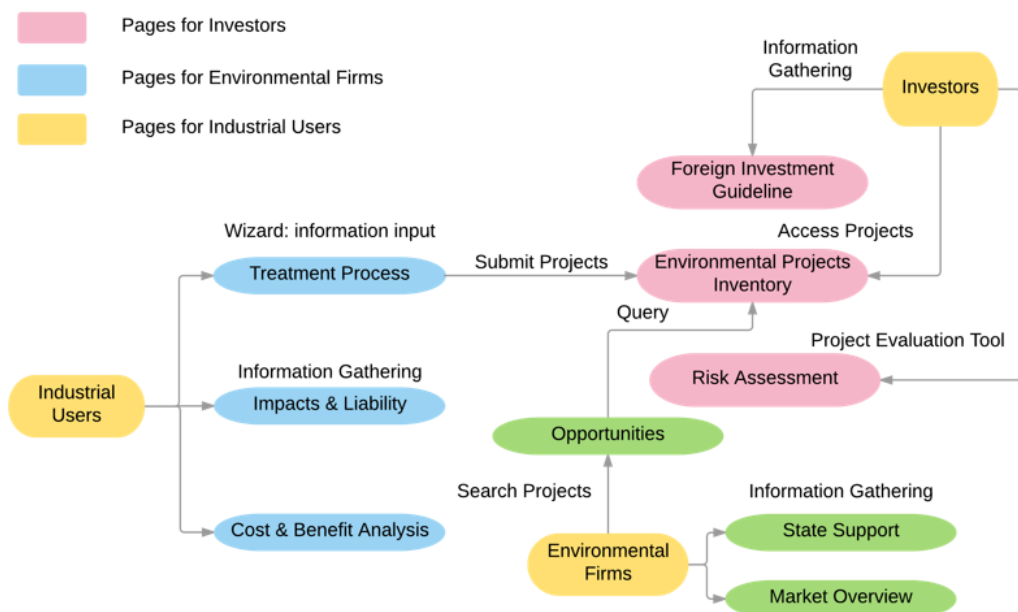 Pages for Investors
Pages for Environmental Firms
Pages for Industrial Users
Information
Gathering
Investors
Foreign Investment
Guideline
Access Projects
Wizard: information input
Treatment Process
Submit Projects
Environmental Projects
Inventory
Query
Project Evaluation Tool
Risk Assessment
Information Gathering
Impacts & Liability
Industrial
Users
Opportunities
Search Projects
Information Gathering
Cost & Benefit Analysis
State Support
Environmental
Firms
Market Overview